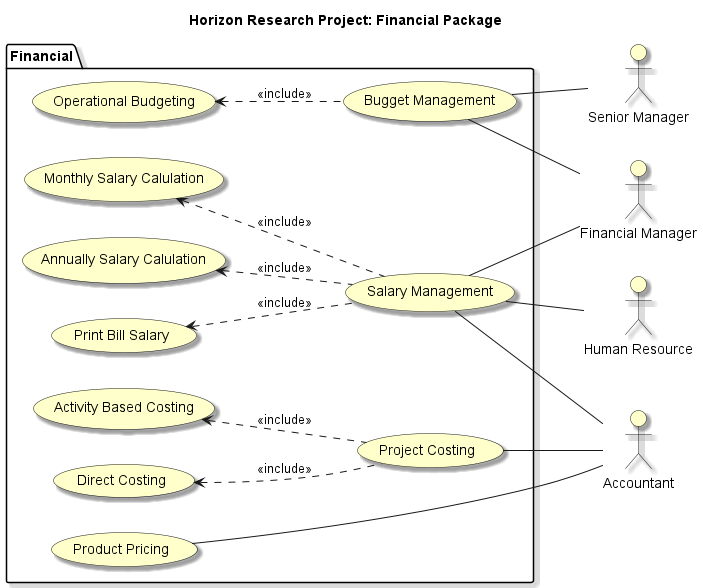 Horizon Research Project: Financial Package
Financial
Operational Budgeting
«include»
Bugget Management
Senior Manager
Monthly Salary Calulation
«include»
Financial Manager
Annually Salary Calulation
«include»
Salary Management
Print Bill Salary
«include»
Human Resource
Activity Based Costing
«include»
Project Costing
Direct Costing
«include»
Accountant
Product Pricing